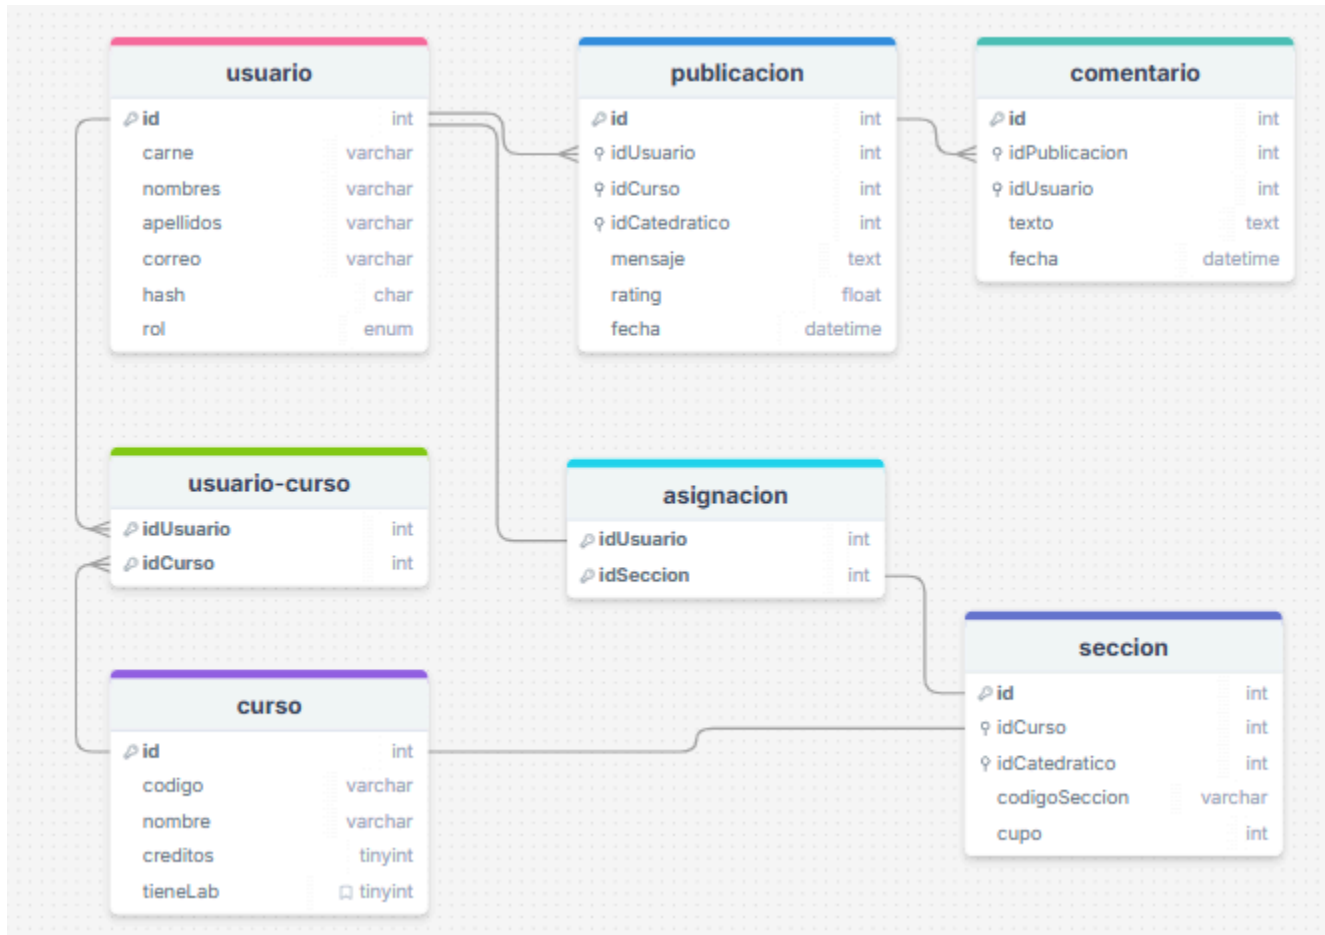 usuario
id int
carne varchar
nombres varchar
apellidos varchar
correo varchar
hash char
rol enum
publicacion
id int
idUsuario int
idCurso int
idCatedratico int
mensaje text
rating float
fecha datetime
comentario
id int
idPublicacion int
idUsuario int
texto text
fecha datetime
usuario-curso
idUsuario int
idCurso int
asignacion
idUsuario int
idSeccion int
curso
id int
codigo varchar
nombre varchar
creditos tinyint
tieneLab tinyint
seccion
id int
idCurso int
idCatedratico int
codigoSeccion varchar
cupo int